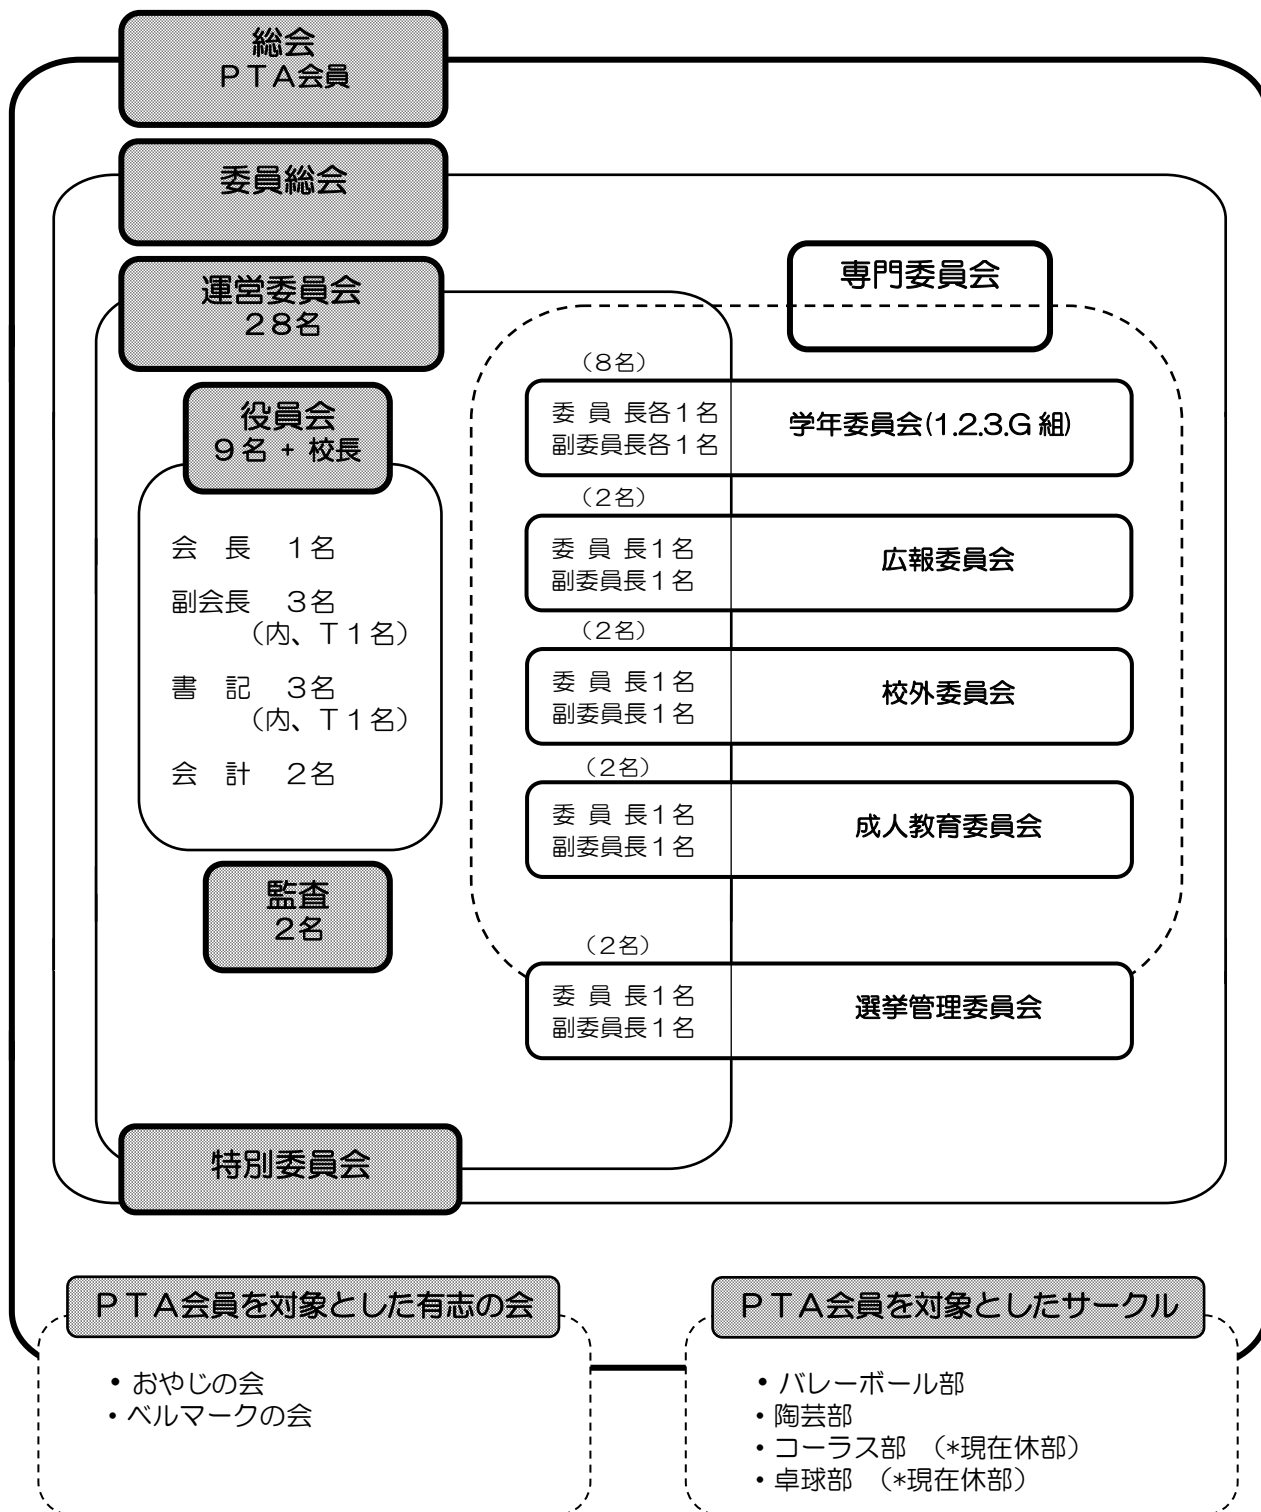 総会
ＰＴＡ会員
委員総会
運営委員会
２８名
専門委員会
役員会
９名 + 校長
会　長　１名
副会長　３名
（内、Ｔ１名）
書　記　３名
（内、Ｔ１名）
会　計　２名
監査
２名
（８名）
委 員 長各１名
副委員長各１名
学年委員会(1.2.3.G 組)
（２名）
委 員 長１名
副委員長１名
広報委員会
（２名）
委 員 長１名
副委員長１名
校外委員会
（２名）
委 員 長１名
副委員長１名
成人教育委員会
（２名）
委 員 長１名
副委員長１名
選挙管理委員会
特別委員会
ＰＴＡ会員を対象とした有志の会
・おやじの会
・ベルマークの会
ＰＴＡ会員を対象としたサークル
・バレーボール部
・陶芸部
・コーラス部　（*現在休部）
・卓球部　（*現在休部）